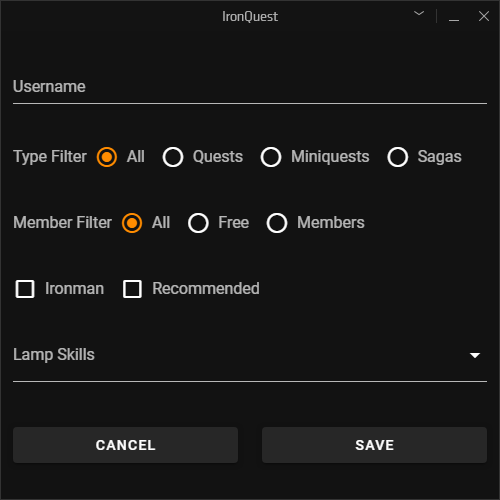 IronQuest
Username
Type Filter All Quests Miniquests Sagas
Member Filter All Free Members
Ironman Recommended
Lamp Skills
CANCEL SAVE